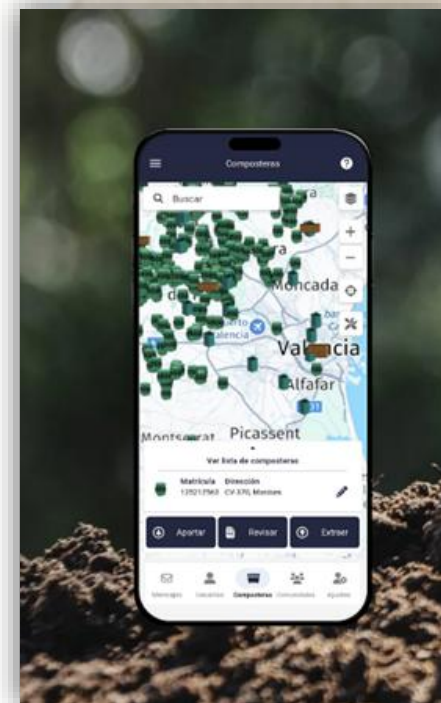 Composteras
?
Buscar
Moncada
Valencia
Alfafar
Montserrat
Picassent
Ver lista de composteras
Matrícula Dirección
CV-370, Manises
Aportar Revisar Extraer
Mensajes Usuarios Composteras Comunidades Ajustes